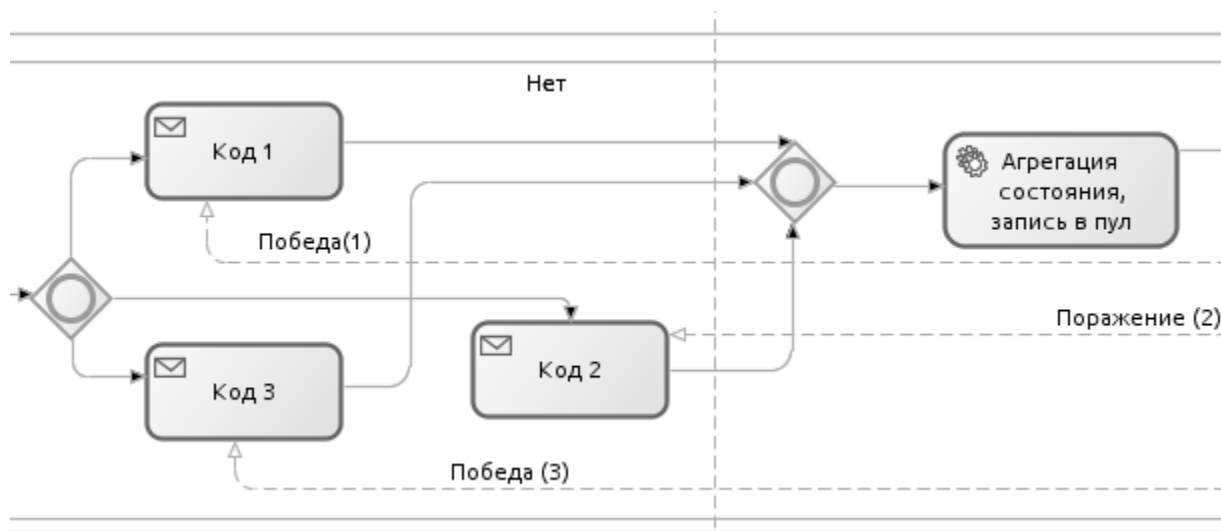 Нет
Код 1
Агрегация
состояния,
запись в пул
Победа(1)
Поражение (2)
Код 2
Код 3
Победа (3)